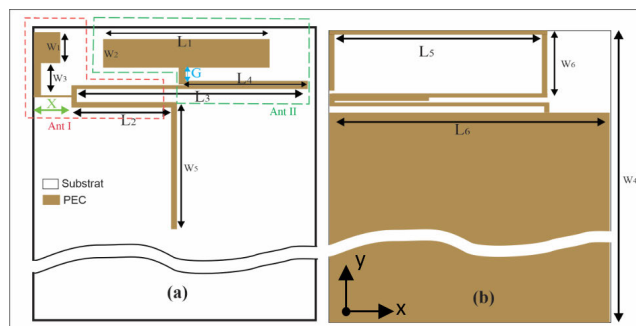 L1
W1
W2
G
L4
W3
L5
W6
L3
X
L2
Ant I
Ant II
L6
W5
W4
Substrat
PEC
y
x
(a)
(b)